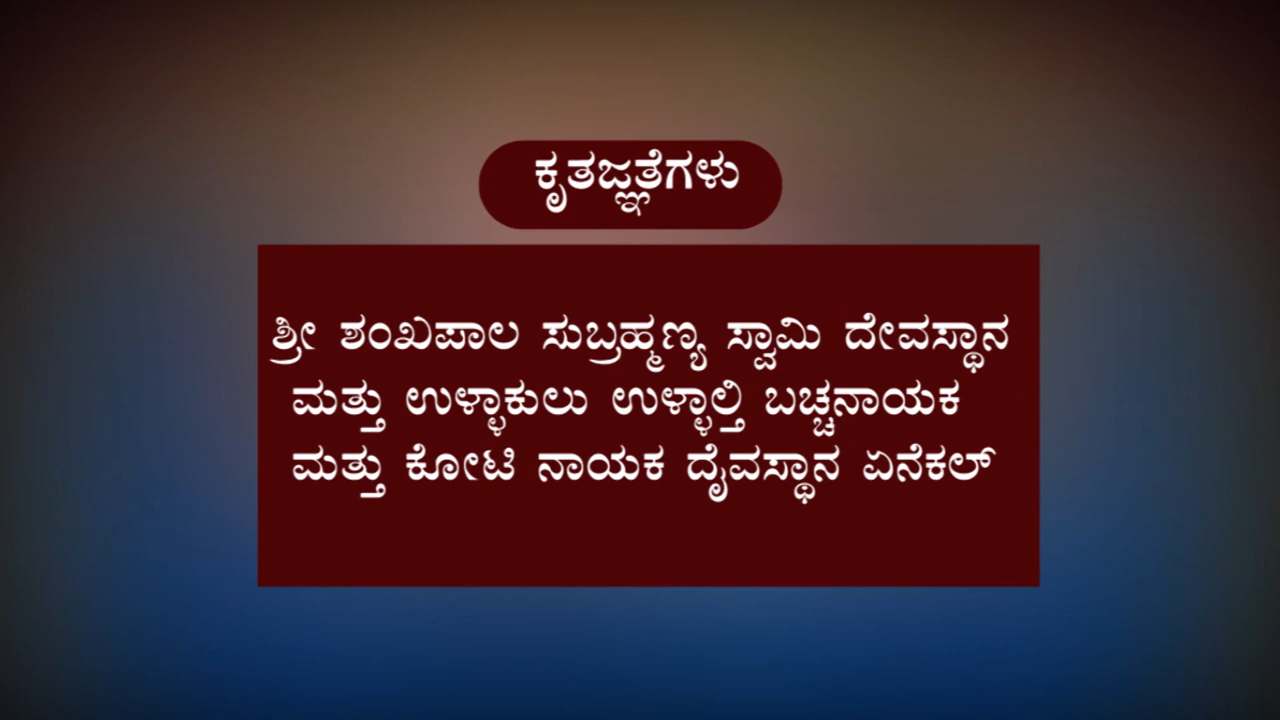 ಕೃತಜ್ಞತೆಗಳು
ಶ್ರೀ ಶಂಖಪಾಲ ಸುಬ್ರಹ್ಮಣ್ಯ ಸ್ವಾಮಿ ದೇವಸ್ಥಾನ
ಮತ್ತು ಉಳ್ಳಾಕುಲು ಉಳ್ಳಾಲ್ತಿ ಬಚ್ಚನಾಯಕ
ಮತ್ತು ಕೋಟಿ ನಾಯಕ ದೈವಸ್ಥಾನ ಏನೆಕಲ್